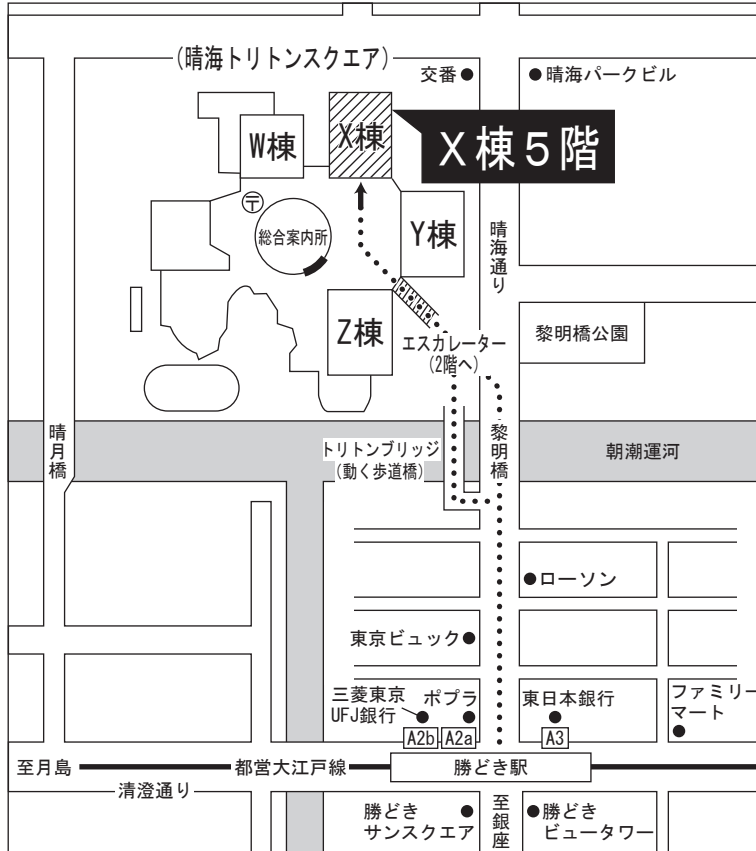 (晴海トリトンスクエア)
交番
晴海パークビル
W棟
X棟
X棟5階
〒
総合案内所
Y棟
晴海通り
Z棟
エスカレーター
(2階へ)
黎明橋公園
晴月橋
トリトンブリッジ
(動く歩道橋)
黎明橋
朝潮運河
ローソン
東京ビュック
三菱東京
UFJ銀行
ポプラ
東日本銀行
ファミリー
マート
A2b
A2a
A3
至月島
都営大江戸線
勝どき駅
清澄通り
勝どき
サンスクエア
至銀座
勝どき
ビュータワー